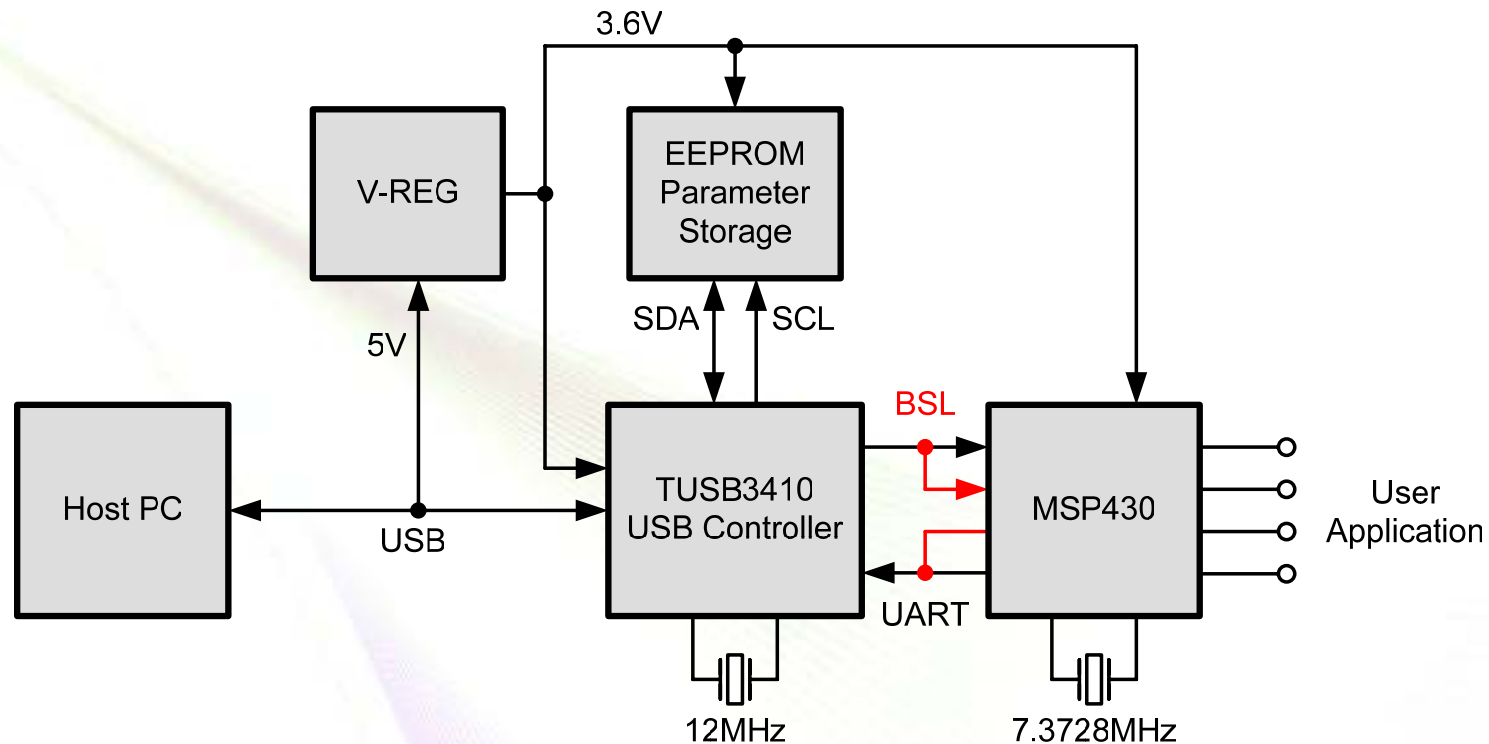 3.6V
V-REG
EEPROM
Parameter
Storage
SDA
SCL
5V
BSL
Host PC
USB
TUSB3410
USB Controller
MSP430
User
Application
UART
12MHz
7.3728MHz